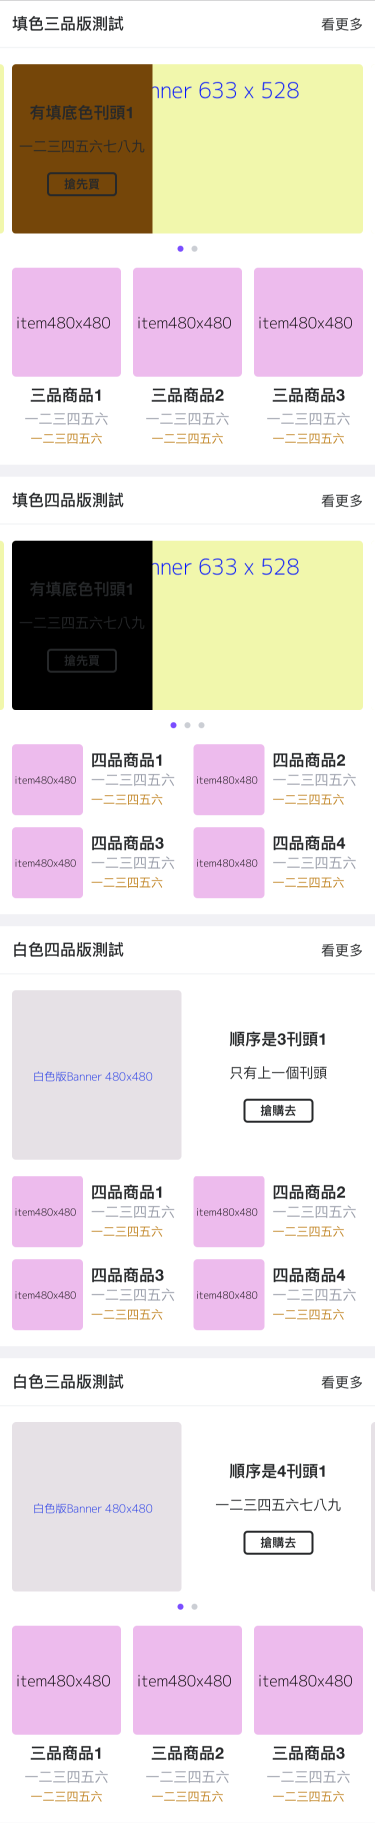 填色三品版測試
看更多
nner 633 x 528
有填底色刊頭1
一二三四五六七八九
搶先買
item480x480
item480x480
item480x480
三品商品1
三品商品2
三品商品3
一二三四五六
一二三四五六
一二三四五六
一二三四五六
一二三四五六
一二三四五六
填色四品版測試
看更多
nner 633 x 528
有填底色刊頭1
一二三四五六七八九
搶先買
item480x480
四品商品1
一二三四五六
一二三四五六
item480x480
四品商品2
一二三四五六
一二三四五六
item480x480
四品商品3
一二三四五六
一二三四五六
item480x480
四品商品4
一二三四五六
一二三四五六
白色四品版測試
看更多
白色版Banner 480x480
順序是3刊頭1
只有上一個刊頭
搶購去
item480x480
四品商品1
一二三四五六
一二三四五六
item480x480
四品商品2
一二三四五六
一二三四五六
item480x480
四品商品3
一二三四五六
一二三四五六
item480x480
四品商品4
一二三四五六
一二三四五六
白色三品版測試
看更多
白色版Banner 480x480
順序是4刊頭1
一二三四五六七八九
搶購去
item480x480
item480x480
item480x480
三品商品1
三品商品2
三品商品3
一二三四五六
一二三四五六
一二三四五六
一二三四五六
一二三四五六
一二三四五六